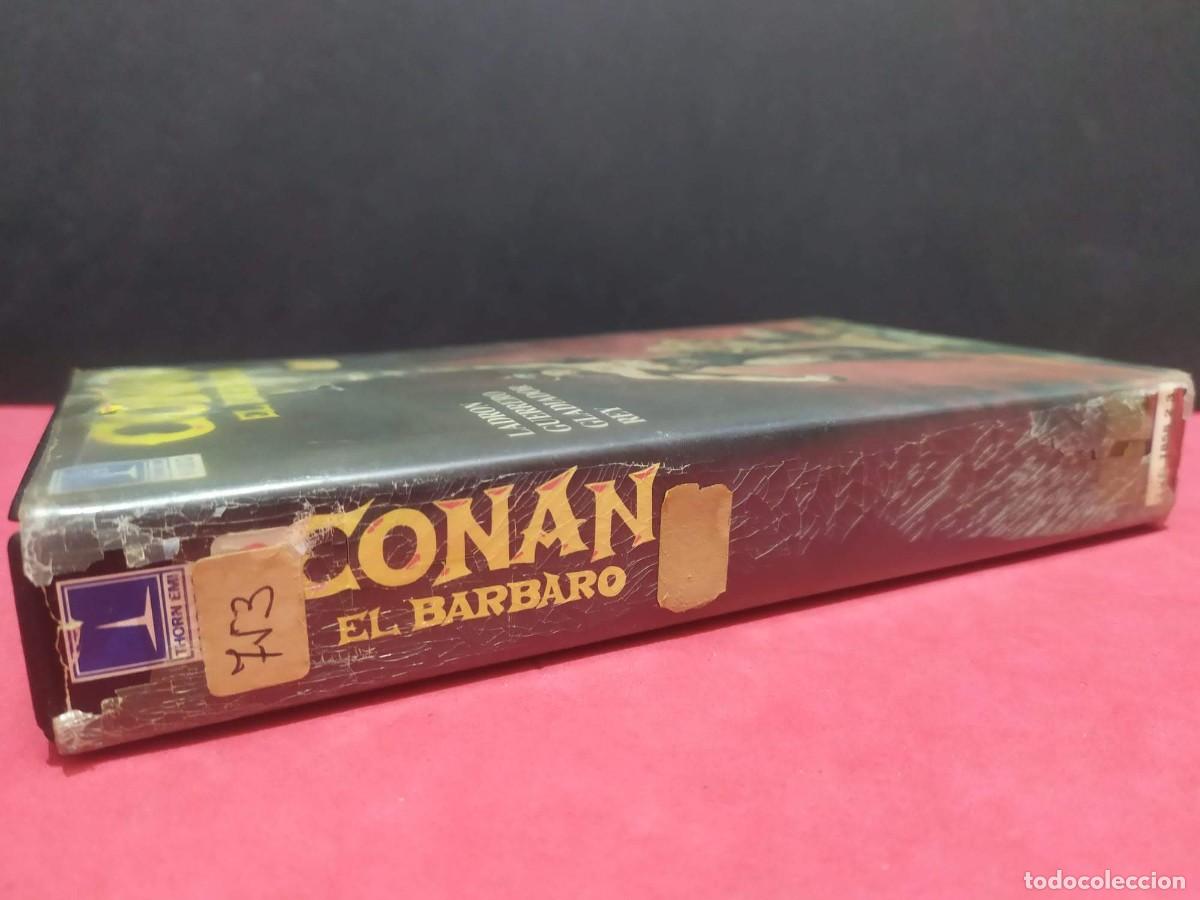 LADRON
GUERRERO
GLADIADOR
REY
CONAN
EL BARBARO
THORN EMI
todocoleccion